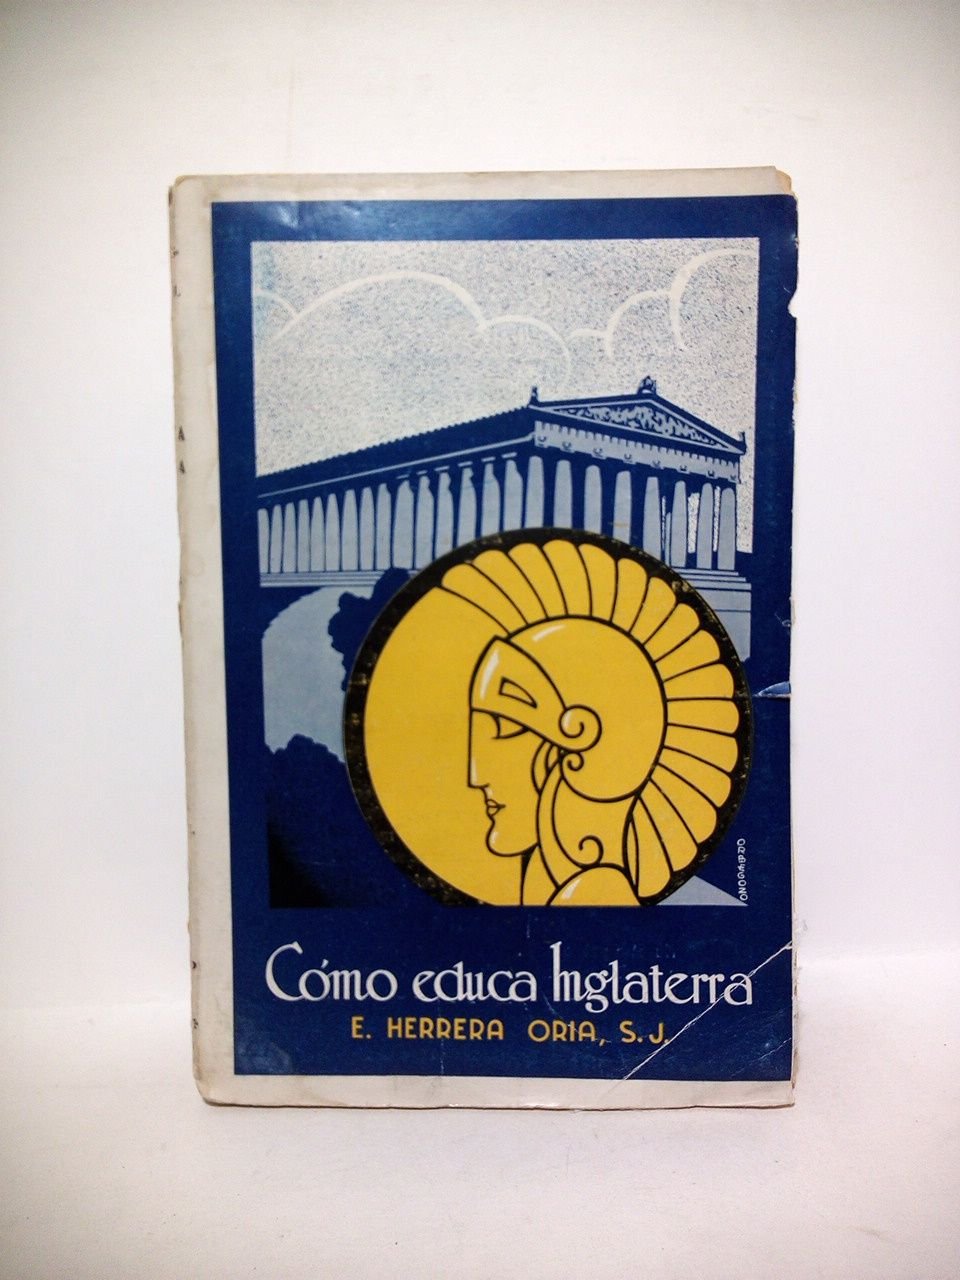 Cómo educa Inglaterra
E. HERRERA ORIA, S. J.